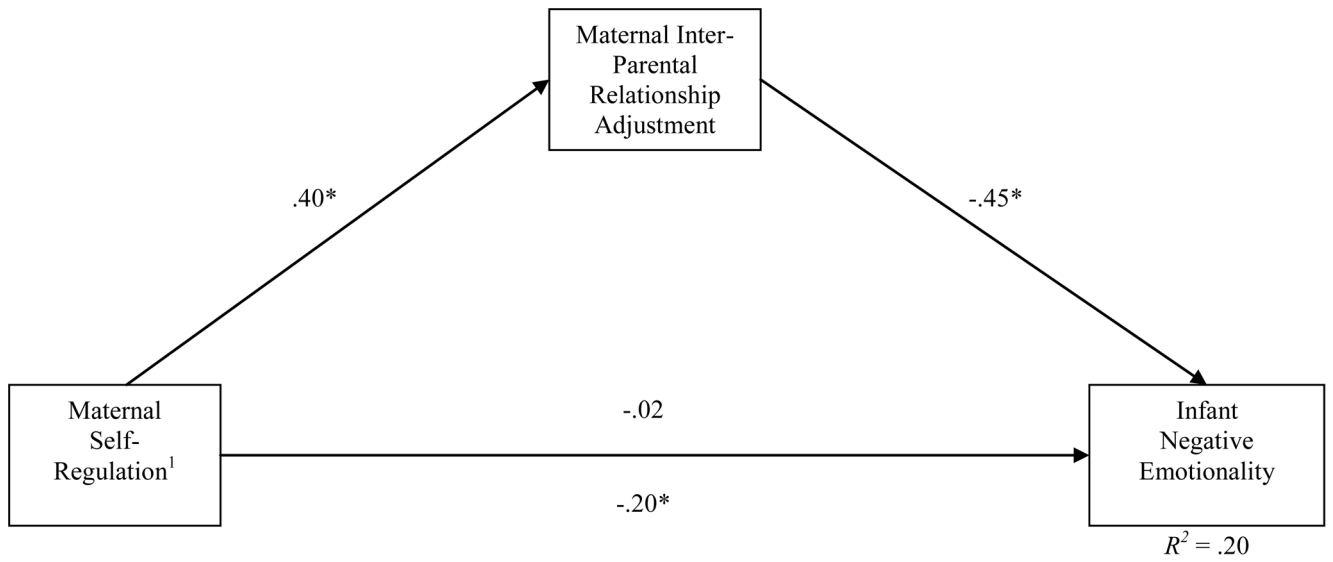 Maternal Inter-
Parental
Relationship
Adjustment
.40*
-.45*
Maternal
Self-
Regulation¹
-.02
-.20*
Infant
Negative
Emotionality
R² = .20